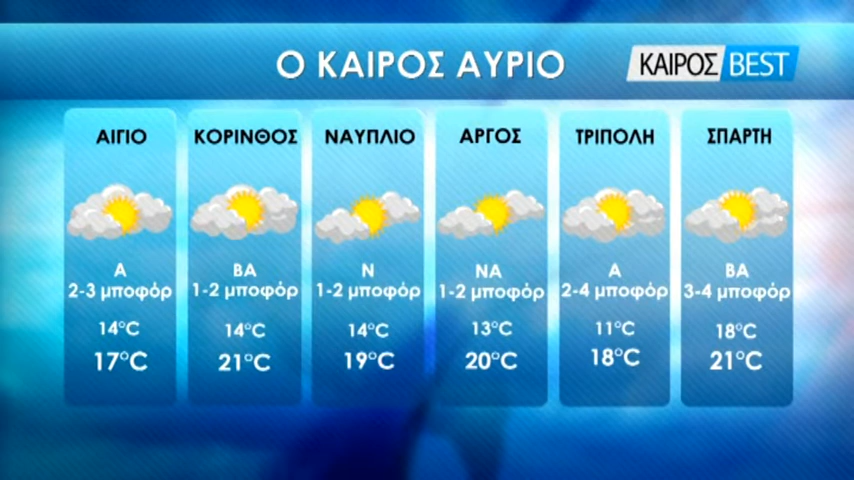 Ο ΚΑΙΡΟΣ ΑΥΡΙΟ
ΚΑΙΡΟΣ BEST
ΑΙΓΙΟ
Α
2-3 μποφόρ
14°C
17°C
ΚΟΡΙΝΘΟΣ
ΒΑ
1-2 μποφόρ
14°C
21°C
ΝΑΥΠΛΙΟ
Ν
1-2 μποφόρ
14°C
19°C
ΑΡΓΟΣ
ΝΑ
1-2 μποφόρ
13°C
20°C
ΤΡΙΠΟΛΗ
Α
2-4 μποφόρ
11°C
18°C
ΣΠΑΡΤΗ
ΒΑ
3-4 μποφόρ
18°C
21°C